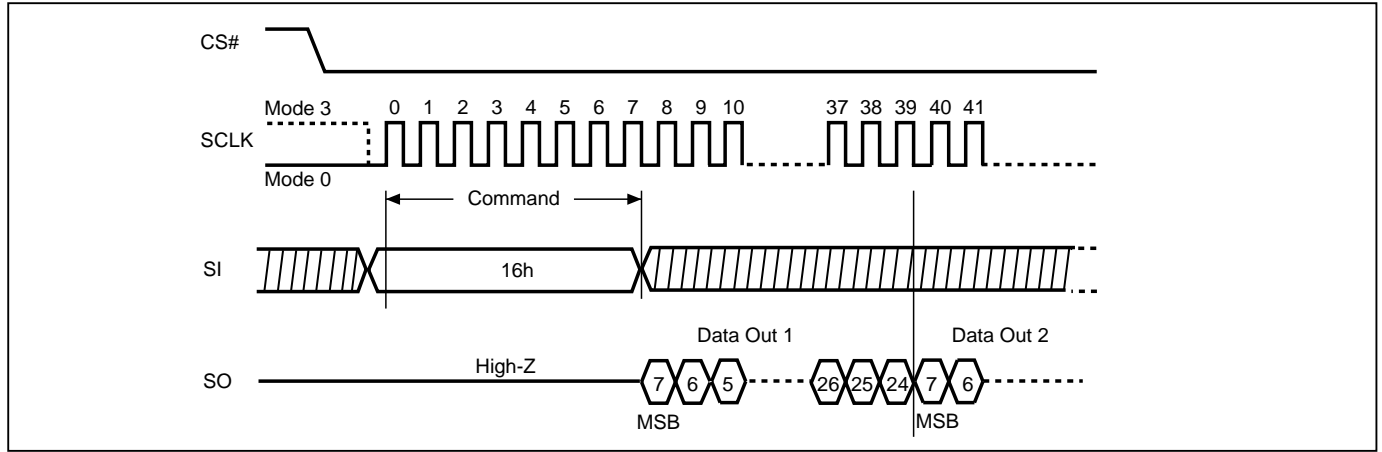 CS#
Mode 3 0 1 2 3 4 5 6 7 8 9 10 37 38 39 40 41
SCLK
Mode 0
Command
SI 16h
Data Out 1 Data Out 2
High-Z
SO 7 6 5 26 25 24 7 6
MSB MSB